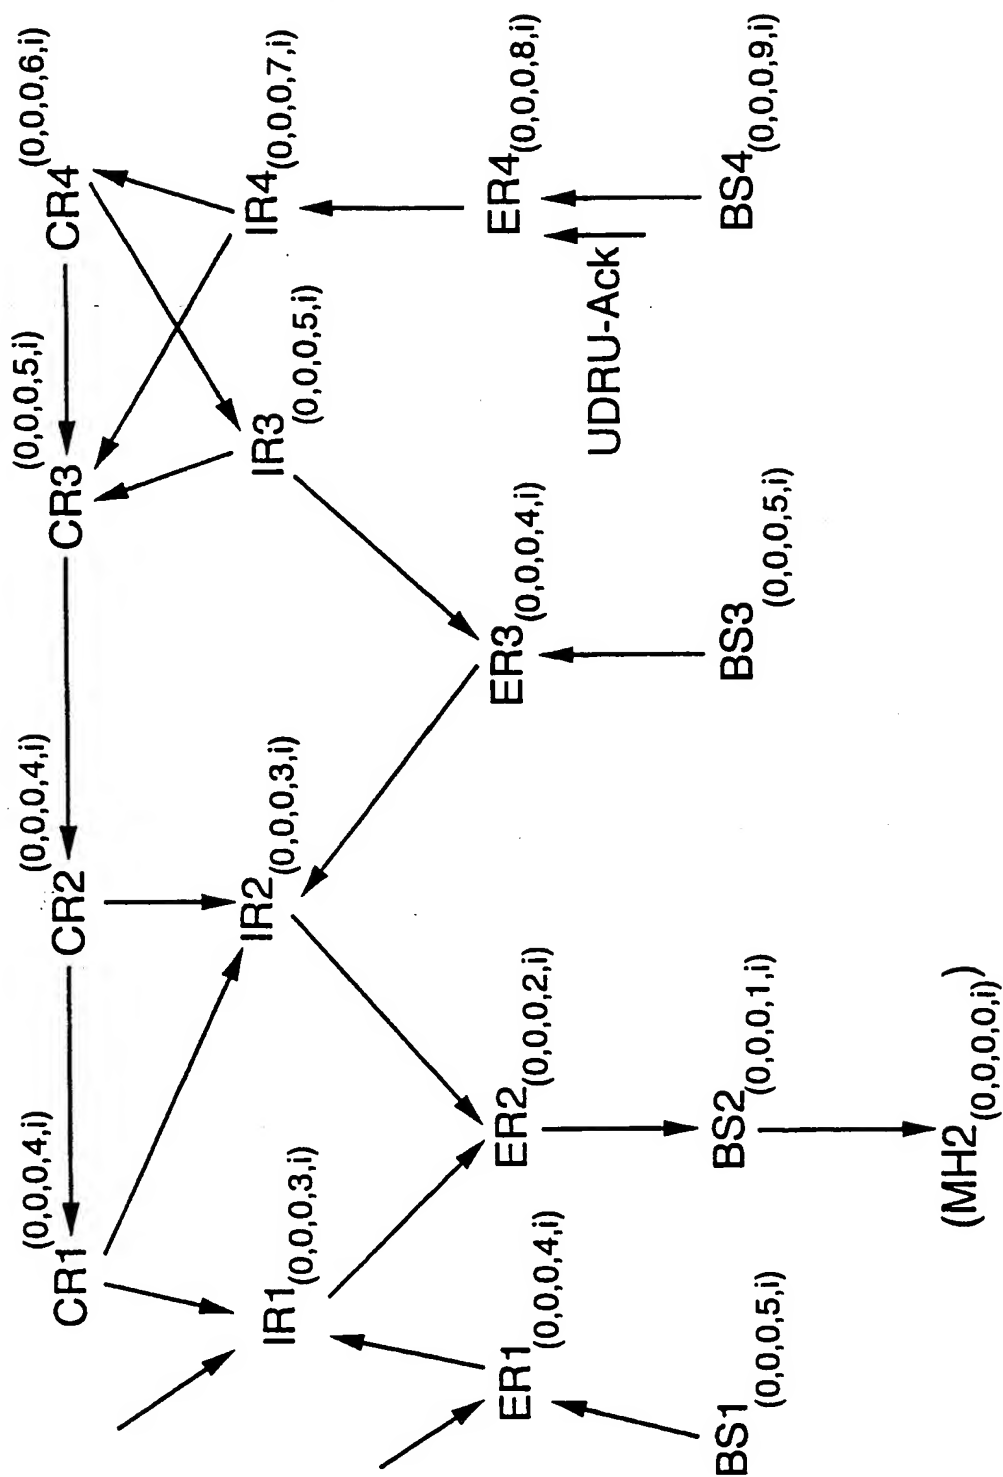 CR1 (0,0,0,4,i)
CR2 (0,0,0,4,i)
CR3 (0,0,0,5,i)
CR4 (0,0,0,6,i)
IR1 (0,0,0,3,i)
IR2 (0,0,0,3,i)
IR3 (0,0,0,5,i)
IR4 (0,0,0,7,i)
ER1 (0,0,0,4,i)
ER2 (0,0,0,2,i)
ER3 (0,0,0,4,i)
ER4 (0,0,0,8,i)
UDRU-Ack
BS1 (0,0,0,5,i)
BS2 (0,0,0,1,i)
BS3 (0,0,0,5,i)
BS4 (0,0,0,9,i)
(MH2 (0,0,0,0,i))